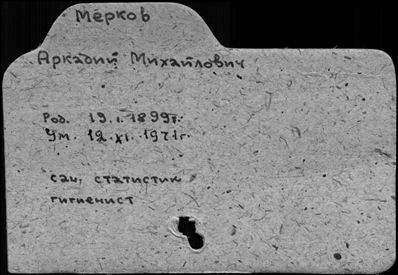 Мерков
Аркадий Михайлович
Род. 19.I.1899г.
Ум. 12.XI.1971г.
сан. статистик
гигиенист